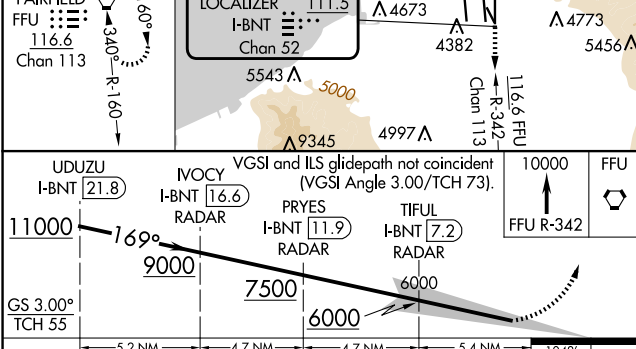 FFU
116.6
Chan 113
340°
R-160
LOCALIZER 111.5
I-BNT
Chan 52
4673
4382
4773
5456
5543
5000
9345
4997
116.6 FFU
Chan 113
R-342
UDUZU
I-BNT 21.8
IVOCY
I-BNT 16.6
RADAR
VGSI and ILS glidepath not coincident
(VGSI Angle 3.00/TCH 73).
PRYES
I-BNT 11.9
RADAR
TIFUL
I-BNT 7.2
RADAR
10000
FFU R-342
FFU
11000
169°
9000
7500
6000
6000
GS 3.00°
TCH 55
5.2 NM
4.7 NM
4.7 NM
5.4 NM